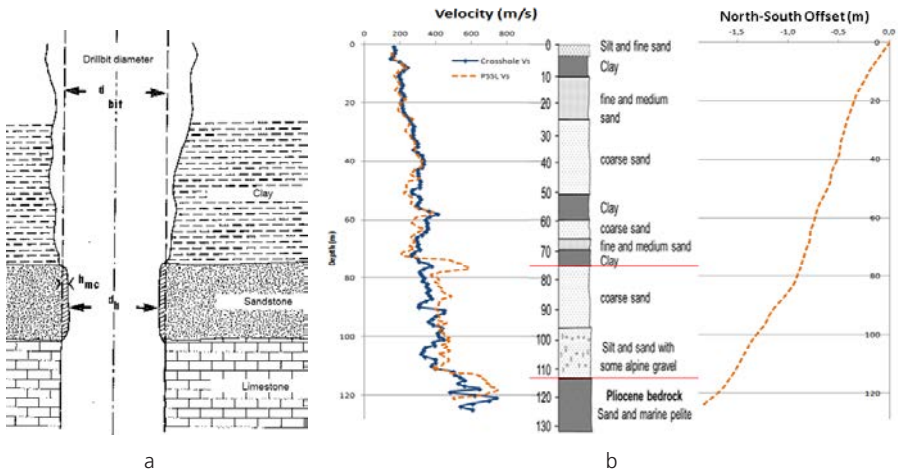 Drillbit diameter
d
bit
Clay
h mc
d h
Sandstone
Limestone
a
Velocity (m/s)
0 200 400 600 800
Crosshole Vs
PSSL Vs
Depth (m)
0
20
40
60
80
100
120
0
10
20
30
40
50
60
70
80
90
100
110
120
130
Silt and fine sand
Clay
fine and medium
sand
coarse sand
Clay
coarse sand
fine and medium sand
Clay
coarse sand
Silt and sand with
some alpine gravel
Pliocene bedrock
Sand and marine pelite
North-South Offset (m)
-1,5 -1,0 -0,5 0,0
0
20
40
60
80
100
120
b